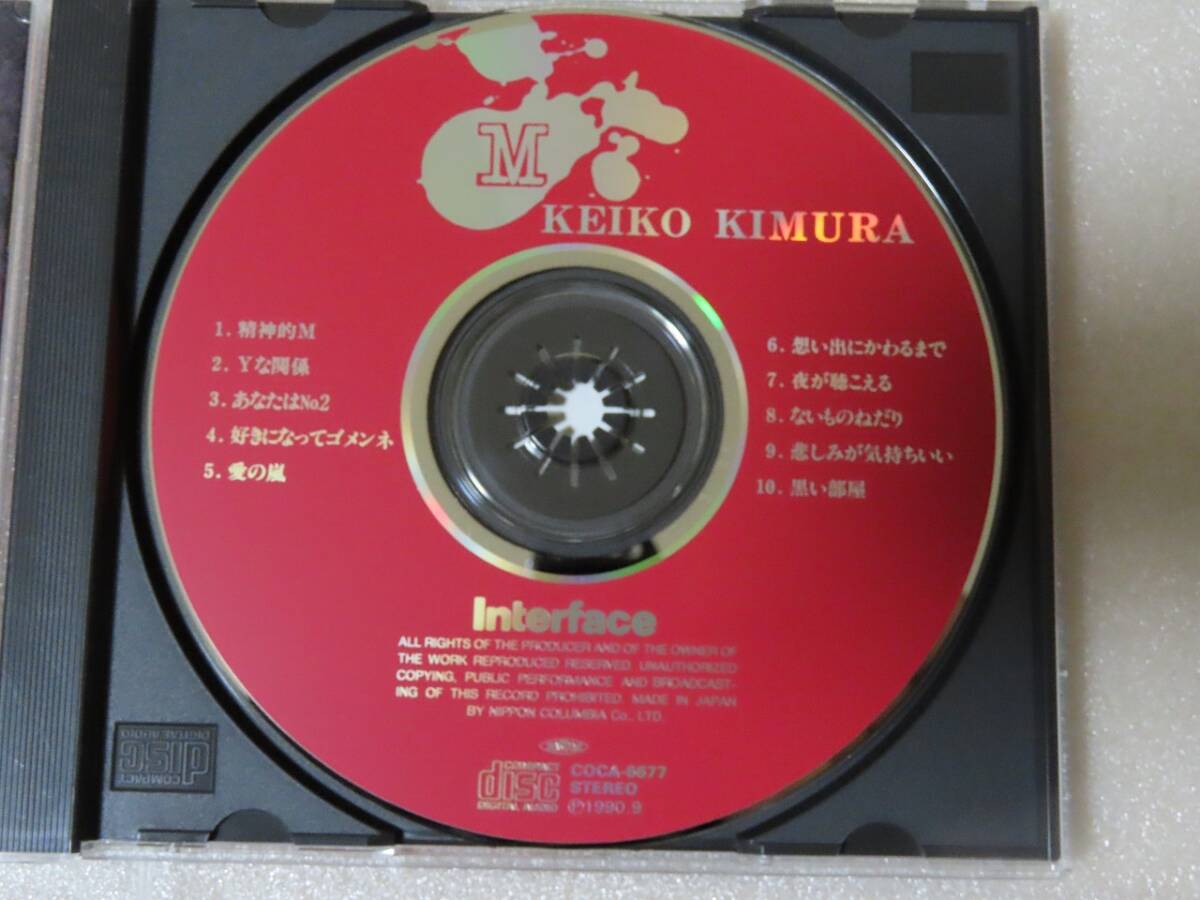 M
KEIKO KIMURA
1. 精神的M
2. Yな関係
3. あなたはNo.2
4. 好きになってゴメンネ
5. 愛の嵐
6. 想い出にかわるまで
7. 夜が聴こえる
8. ないものねだり
9. 悲しみが気持ちいい
10. 黒い部屋
Interface
ALL RIGHTS OF THE PRODUCER AND OF THE OWNER OF
THE WORK REPRODUCED RESERVED. UNAUTHORIZED
COPYING, PUBLIC PERFORMANCE AND BROADCAST-
ING OF THIS RECORD PROHIBITED. MADE IN JAPAN
BY NIPPON COLUMBIA Co., LTD.
COMPACT
disc
DIGITAL AUDIO
COCA-6677
STEREO
℗1990.9
COMPACT
disc
DIGITAL AUDIO